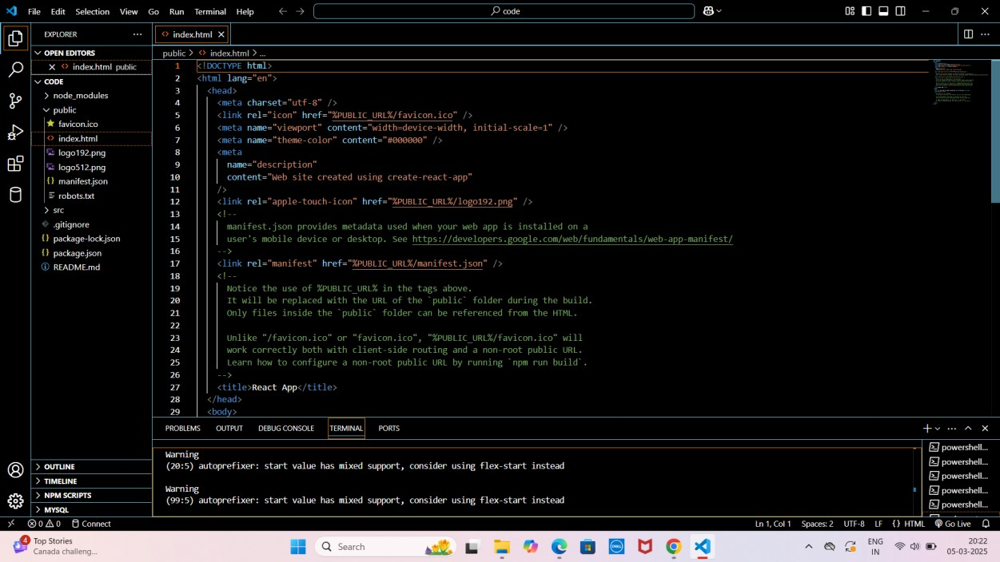 File Edit Selection View Go Run Terminal Help
code
EXPLORER
OPEN EDITORS
index.html public
CODE
node_modules
public
favicon.ico
index.html
logo192.png
logo512.png
manifest.json
robots.txt
src
.gitignore
package-lock.json
package.json
README.md
OUTLINE
TIMELINE
NPM SCRIPTS
MYSQL
index.html
public > index.html > ...
1 <!DOCTYPE html>
2 <html lang="en">
3 <head>
4 <meta charset="utf-8" />
5 <link rel="icon" href="%PUBLIC_URL%/favicon.ico" />
6 <meta name="viewport" content="width=device-width, initial-scale=1" />
7 <meta name="theme-color" content="#000000" />
8 <meta
9 name="description"
10 content="Web site created using create-react-app"
11 />
12 <link rel="apple-touch-icon" href="%PUBLIC_URL%/logo192.png" />
13 <!--
14 manifest.json provides metadata used when your web app is installed on a
15 user's mobile device or desktop. See https://developers.google.com/web/fundamentals/web-app-manifest/
16 -->
17 <link rel="manifest" href="%PUBLIC_URL%/manifest.json" />
18 <!--
19 Notice the use of %PUBLIC_URL% in the tags above.
20 It will be replaced with the URL of the `public` folder during the build.
21 Only files inside the `public` folder can be referenced from the HTML.
22
23 Unlike "/favicon.ico" or "favicon.ico", "%PUBLIC_URL%/favicon.ico" will
24 work correctly both with client-side routing and a non-root public URL.
25 Learn how to configure a non-root public URL by running `npm run build`.
26 -->
27 <title>React App</title>
28 </head>
29 <body>
PROBLEMS OUTPUT DEBUG CONSOLE TERMINAL PORTS
Warning
(20:5) autoprefixer: start value has mixed support, consider using flex-start instead
Warning
(99:5) autoprefixer: start value has mixed support, consider using flex-start instead
powershell...
powershell...
powershell...
powershell...
powershell...
0 0 Connect
Ln 1, Col 1 Spaces: 2 UTF-8 LF {} HTML Go Live
4
Top Stories
Canada challeng...
Search
DELL
ENG
IN
20:22
05-03-2025